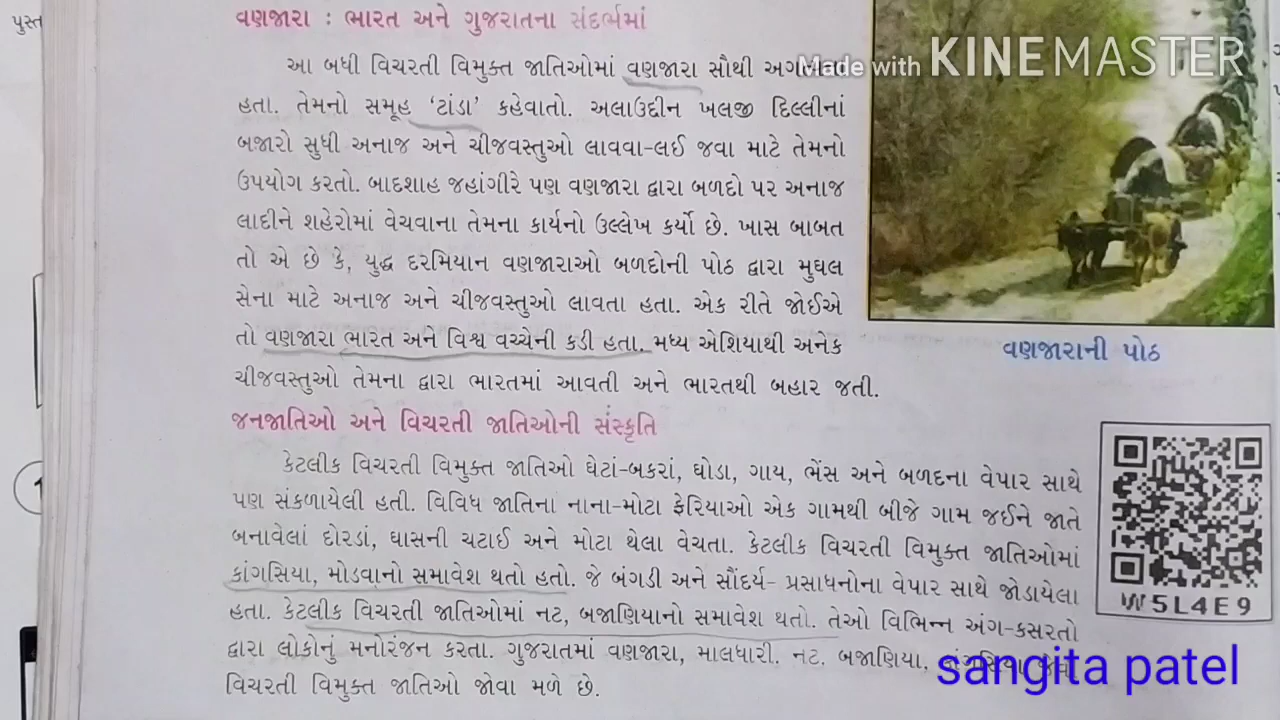 પુસ્ત
વણજારા : ભારત અને ગુજરાતના સંદર્ભમાં
આ બધી વિચરતી વિમુક્ત જાતિઓમાં વણજારા સૌથી
Made with KINEMASTER
હતા. તેમનો સમૂહ ‘ટાંડા’ કહેવાતો. અલાઉદ્દીન ખલજી દિલ્લીનાં
બજારો સુધી અનાજ અને ચીજવસ્તુઓ લાવવા-લઈ જવા માટે તેમનો
ઉપયોગ કરતો. બાદશાહ જહાંગીરે પણ વણજારા દ્વારા બળદો પર અનાજ
લાદીને શહેરોમાં વેચવાના તેમના કાર્યનો ઉલ્લેખ કર્યો છે. ખાસ બાબત
તો એ છે કે, યુદ્ધ દરમિયાન વણજારાઓ બળદોની પોઠ દ્વારા મુઘલ
સેના માટે અનાજ અને ચીજવસ્તુઓ લાવતા હતા. એક રીતે જોઈએ
તો વણજારા ભારત અને વિશ્વ વચ્ચેની કડી હતા. મધ્ય એશિયાથી અનેક
ચીજવસ્તુઓ તેમના દ્વારા ભારતમાં આવતી અને ભારતથી બહાર જતી.
વણજારાની પોઠ
જનજાતિઓ અને વિચરતી જાતિઓની સંસ્કૃતિ
કેટલીક વિચરતી વિમુક્ત જાતિઓ ઘેટાં-બકરાં, ઘોડા, ગાય, ભેંસ અને બળદના વેપાર સાથે
પણ સંકળાયેલી હતી. વિવિધ જાતિના નાના-મોટા ફેરિયાઓ એક ગામથી બીજે ગામ જઈને જાતે
બનાવેલાં દોરડાં, ઘાસની ચટાઈ અને મોટા થેલા વેચતા. કેટલીક વિચરતી વિમુક્ત જાતિઓમાં
કાંગસિયા, મોડવાનો સમાવેશ થતો હતો. જે બંગડી અને સૌંદર્ય- પ્રસાધનોના વેપાર સાથે જોડાયેલા
હતા. કેટલીક વિચરતી જાતિઓમાં નટ, બજાણિયાનો સમાવેશ થતો. તેઓ વિભિન્ન અંગ-કસરતો
દ્વારા લોકોનું મનોરંજન કરતા. ગુજરાતમાં વણજારા, માલધારી. નટ. બજાણિયા,
વિચરતી વિમુક્ત જાતિઓ જોવા મળે છે.
W5L4E9
sangita patel